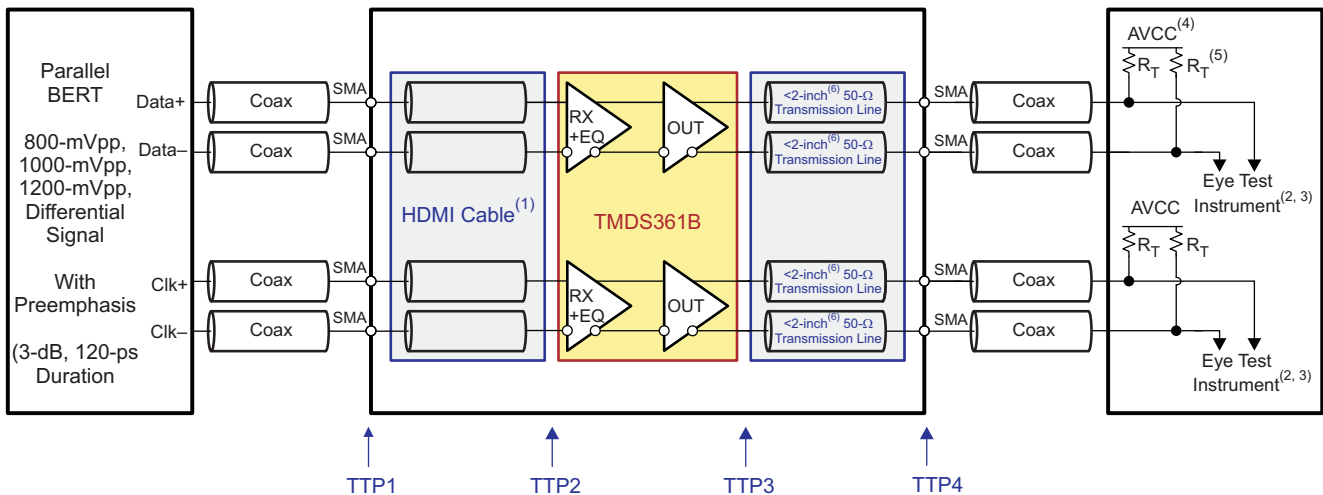 Parallel
BERT
800-mVpp,
1000-mVpp,
1200-mVpp,
Differential
Signal
With
Preemphasis
(3-dB, 120-ps
Duration
Data+
Data–
Clk+
Clk–
Coax
Coax
Coax
Coax
SMA
SMA
SMA
SMA
HDMI Cable(1)
RX
+EQ
OUT
TMDS361B
RX
+EQ
OUT
<2-inch(6) 50-Ω
Transmission Line
<2-inch(6) 50-Ω
Transmission Line
<2-inch(6) 50-Ω
Transmission Line
<2-inch(6) 50-Ω
Transmission Line
SMA
SMA
SMA
SMA
Coax
Coax
Coax
Coax
AVCC(4)
RT
RT(5)
Eye Test
Instrument(2, 3)
AVCC
RT
RT
Eye Test
Instrument(2, 3)
TTP1
TTP2
TTP3
TTP4